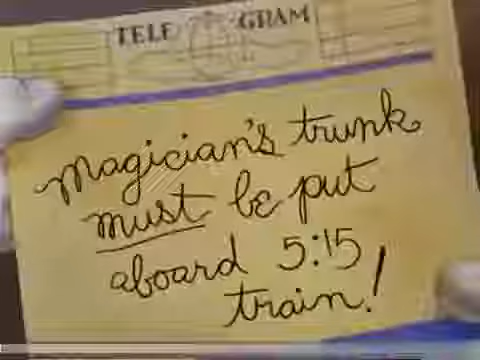 TELE GRAM
Magician's trunk
must be put
aboard 5:15
train!